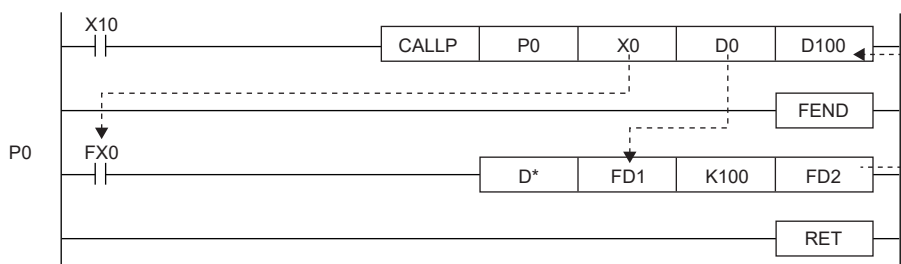 X10
CALLP P0 X0 D0 D100
FEND
P0 FX0
D* FD1 K100 FD2
RET